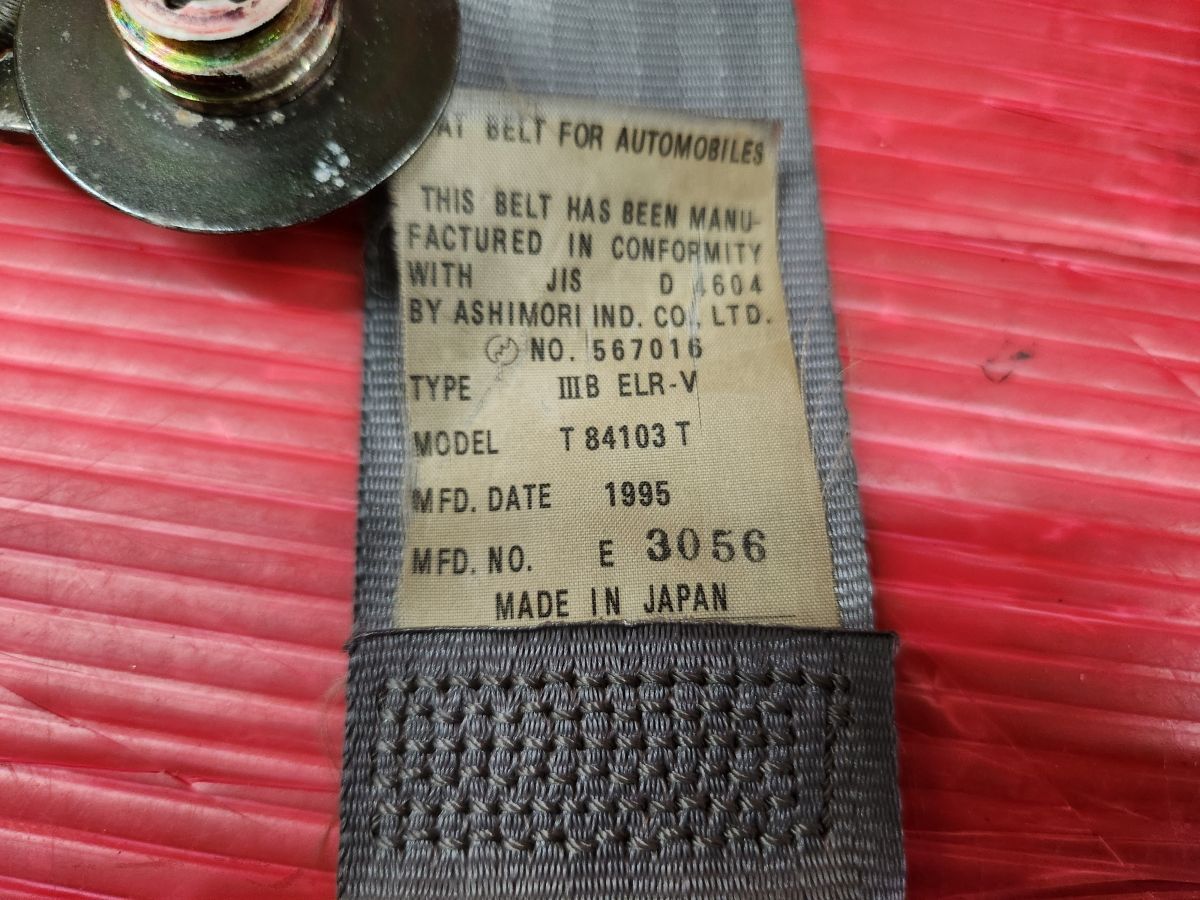 AT BELT FOR AUTOMOBILES
THIS BELT HAS BEEN MANU-
FACTURED IN CONFORMITY
WITH JIS D 4604
BY ASHIMORI IND. CO., LTD.
NO. 567016
TYPE ⅢB ELR-V
MODEL T 84103 T
MFD. DATE 1995
MFD. NO. E 3056
MADE IN JAPAN